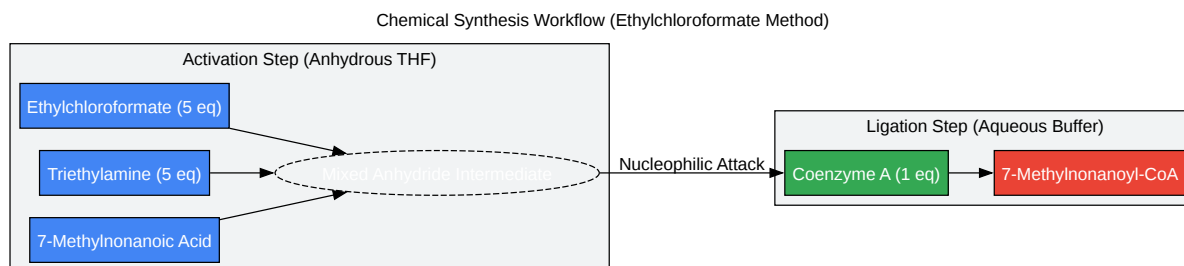 Chemical Synthesis Workflow (Ethylchloroformate Method)
Activation Step (Anhydrous THF)
Ethylchloroformate (5 eq)
Triethylamine (5 eq)
7-Methylnonanoic Acid
Mixed Anhydride Intermediate
Nucleophilic Attack
Ligation Step (Aqueous Buffer)
Coenzyme A (1 eq)
7-Methylnonanoyl-CoA